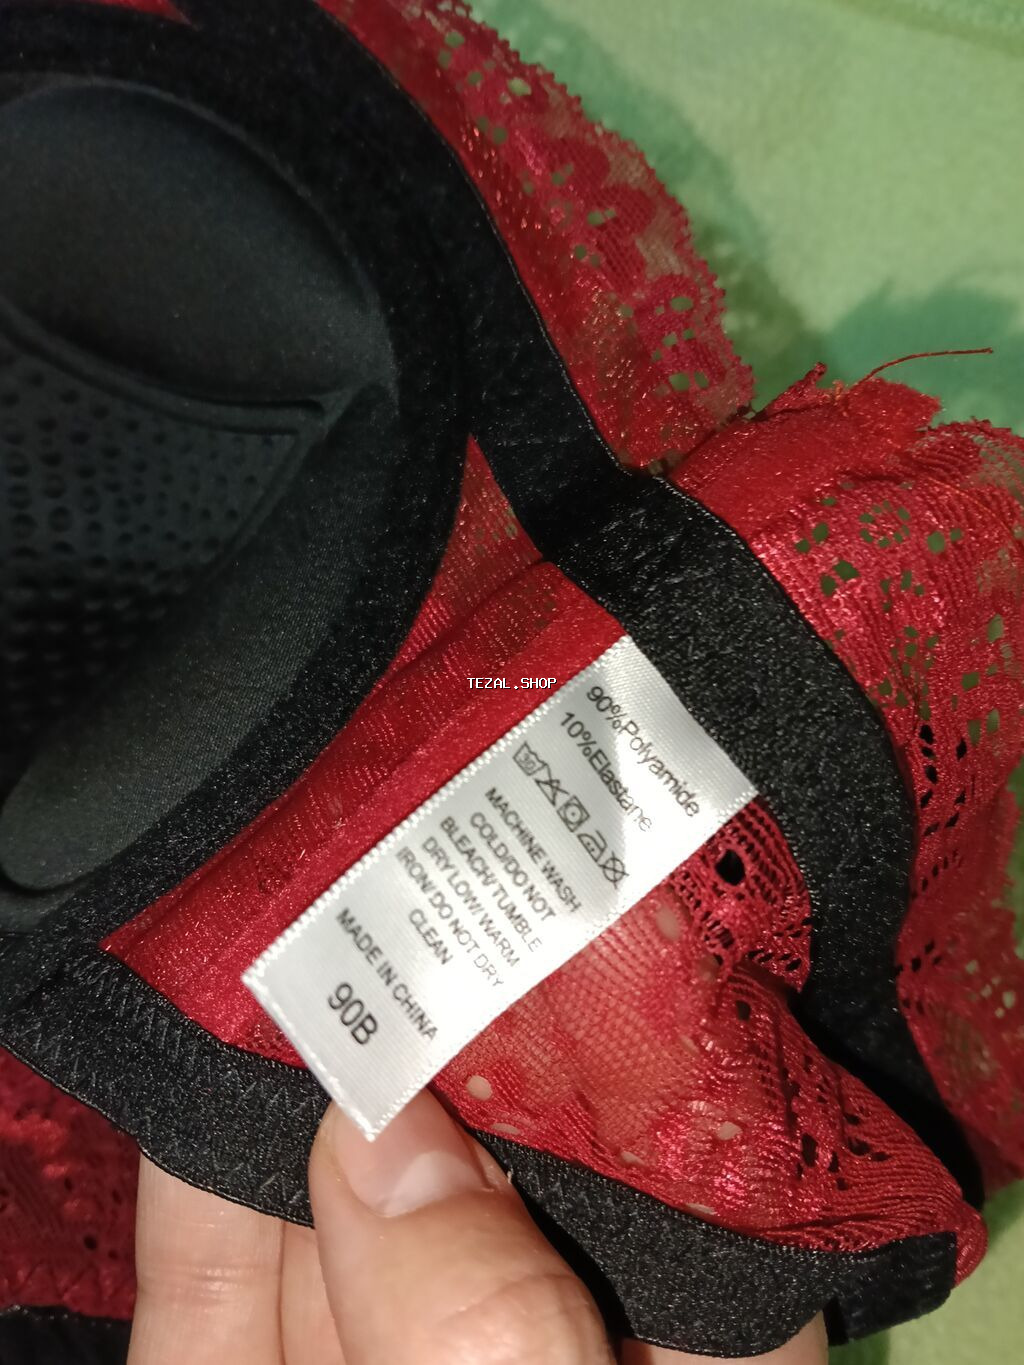 TEZAL.SHOP
90%Polyamide
10%Elastane
30
MACHINE WASH
COLD/DO NOT
BLEACH/TUMBLE
DRY LOW/WARM
IRON/DO NOT DRY
CLEAN
MADE IN CHINA
90B